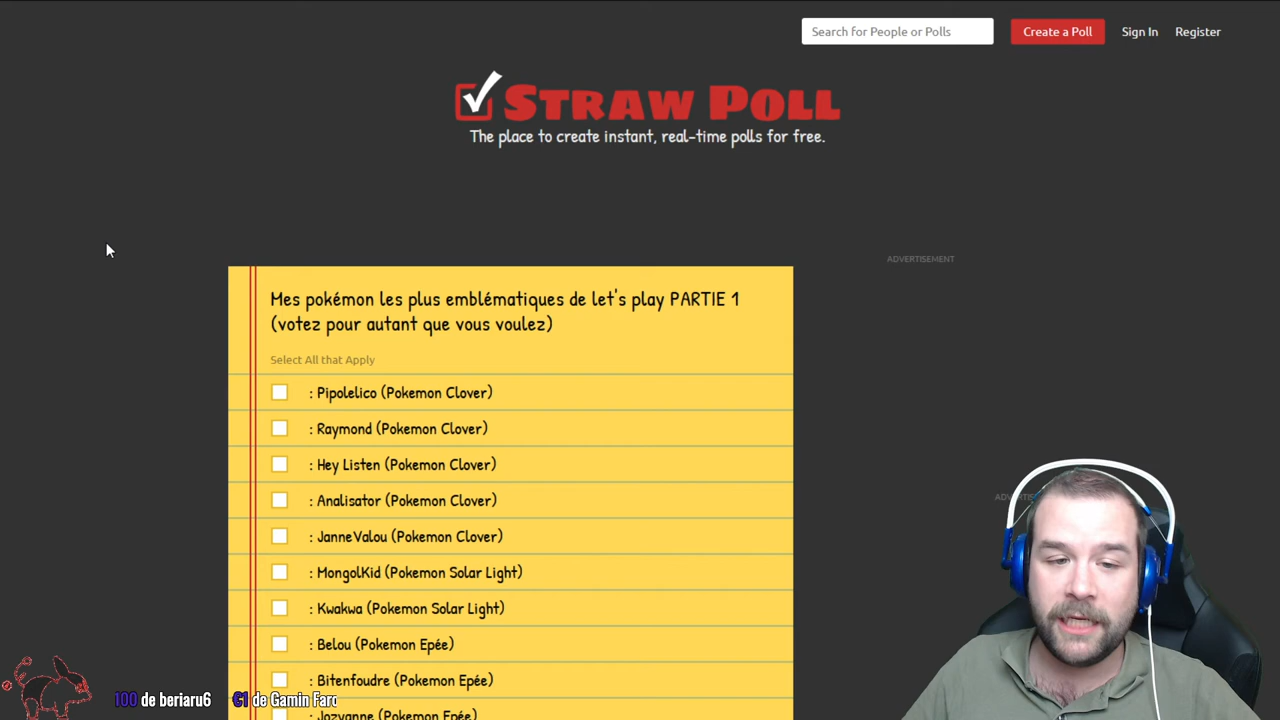 Search for People or Polls
Create a Poll
Sign In
Register
STRAW POLL
The place to create instant, real-time polls for free.
ADVERTISEMENT
Mes pokémon les plus emblématiques de let's play PARTIE 1
(votez pour autant que vous voulez)
Select All that Apply
: Pipolelico (Pokemon Clover)
: Raymond (Pokemon Clover)
: Hey Listen (Pokemon Clover)
: Analisator (Pokemon Clover)
: JanneValou (Pokemon Clover)
: MongolKid (Pokemon Solar Light)
: Kwakwa (Pokemon Solar Light)
: Belou (Pokemon Epée)
: Bitenfoudre (Pokemon Epée)
: Jozyanne (Pokemon Epée)
100 de beriaru6
€1 de Gamin